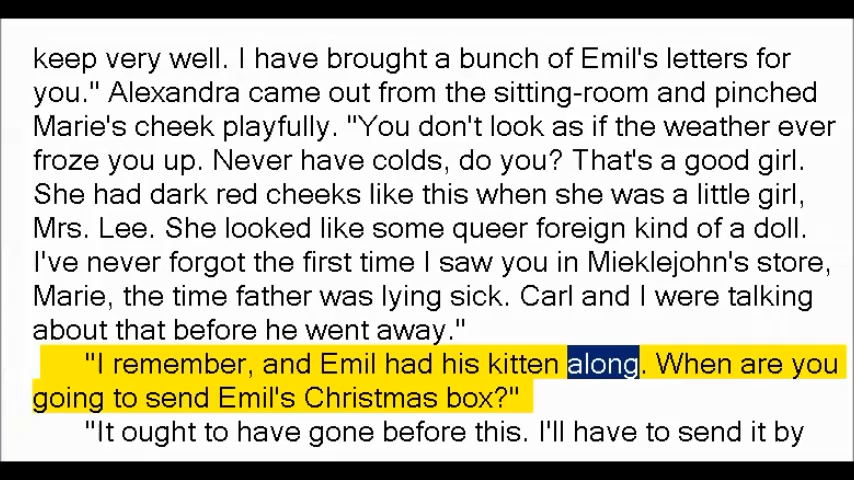 keep very well. I have brought a bunch of Emil's letters for
you." Alexandra came out from the sitting-room and pinched
Marie's cheek playfully. "You don't look as if the weather ever
froze you up. Never have colds, do you? That's a good girl.
She had dark red cheeks like this when she was a little girl,
Mrs. Lee. She looked like some queer foreign kind of a doll.
I've never forgot the first time I saw you in Mieklejohn's store,
Marie, the time father was lying sick. Carl and I were talking
about that before he went away."
"I remember, and Emil had his kitten along. When are you
going to send Emil's Christmas box?"
"It ought to have gone before this. I'll have to send it by